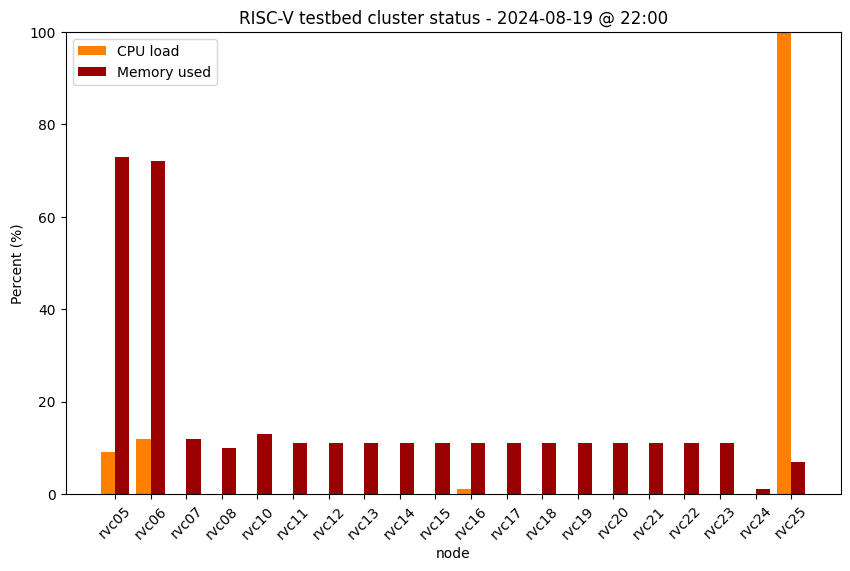 RISC-V testbed cluster status - 2024-08-19 @ 22:00
CPU load
Memory used
Percent (%)
100
80
60
40
20
0
rvc05
rvc06
rvc07
rvc08
rvc10
rvc11
rvc12
rvc13
rvc14
rvc15
rvc16
rvc17
rvc18
rvc19
rvc20
rvc21
rvc22
rvc23
rvc24
rvc25
node